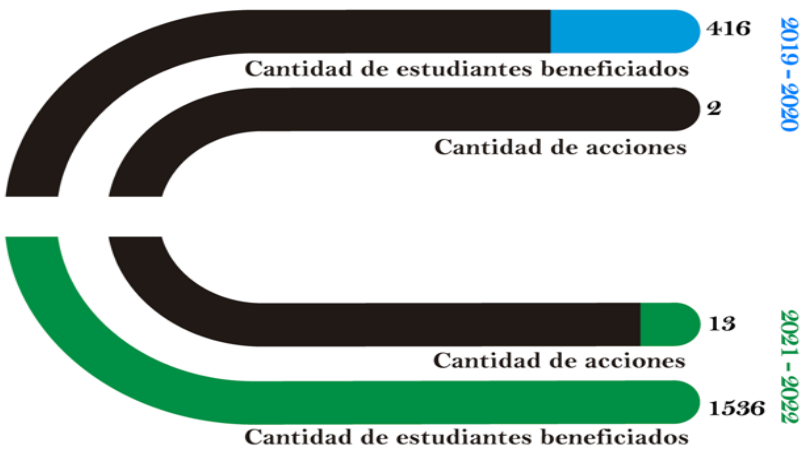 416
Cantidad de estudiantes beneficiados
2
Cantidad de acciones
2019 - 2020
13
Cantidad de acciones
1536
Cantidad de estudiantes beneficiados
2021 - 2022